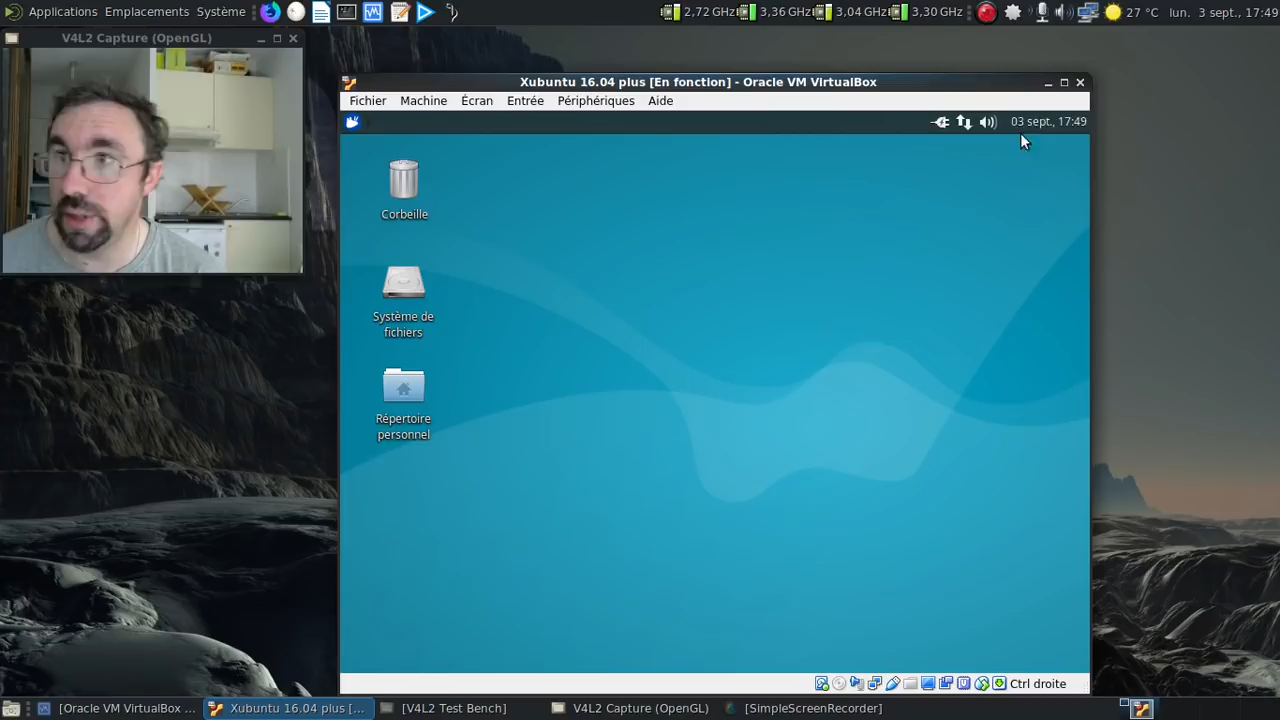 Applications Emplacements Système 2,72 GHz 3,36 GHz 3,04 GHz 3,30 GHz 27 °C lun. 3 sept., 17:49
V4L2 Capture (OpenGL)
Xubuntu 16.04 plus [En fonction] - Oracle VM VirtualBox
Fichier Machine Écran Entrée Périphériques Aide
03 sept., 17:49
Corbeille
Système de
fichiers
Répertoire
personnel
Ctrl droite
[Oracle VM VirtualBox ... Xubuntu 16.04 plus [... [V4L2 Test Bench] V4L2 Capture (OpenGL) [SimpleScreenRecorder]